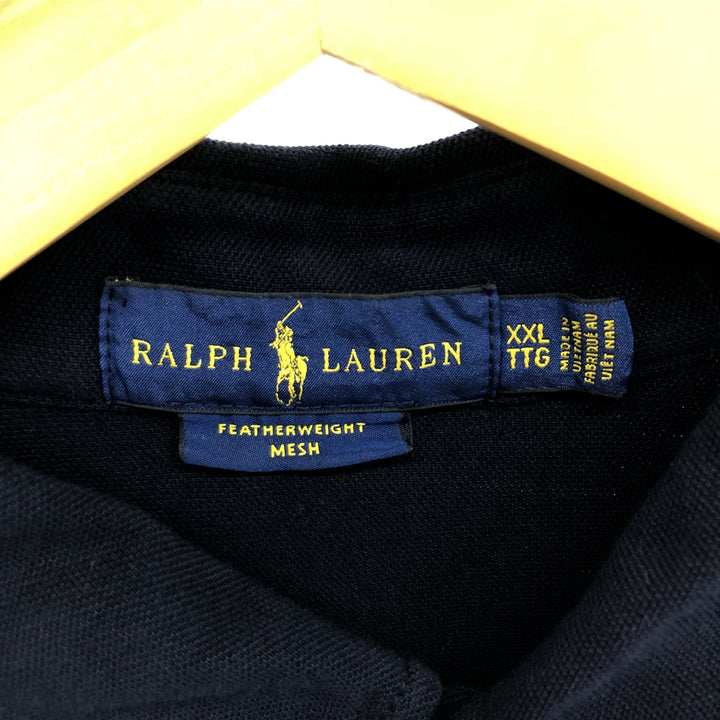 RALPH LAUREN
XXL
TTG
MADE IN
VIETNAM
FABRIQUÉ AU
VIÊT NAM
FEATHERWEIGHT
MESH